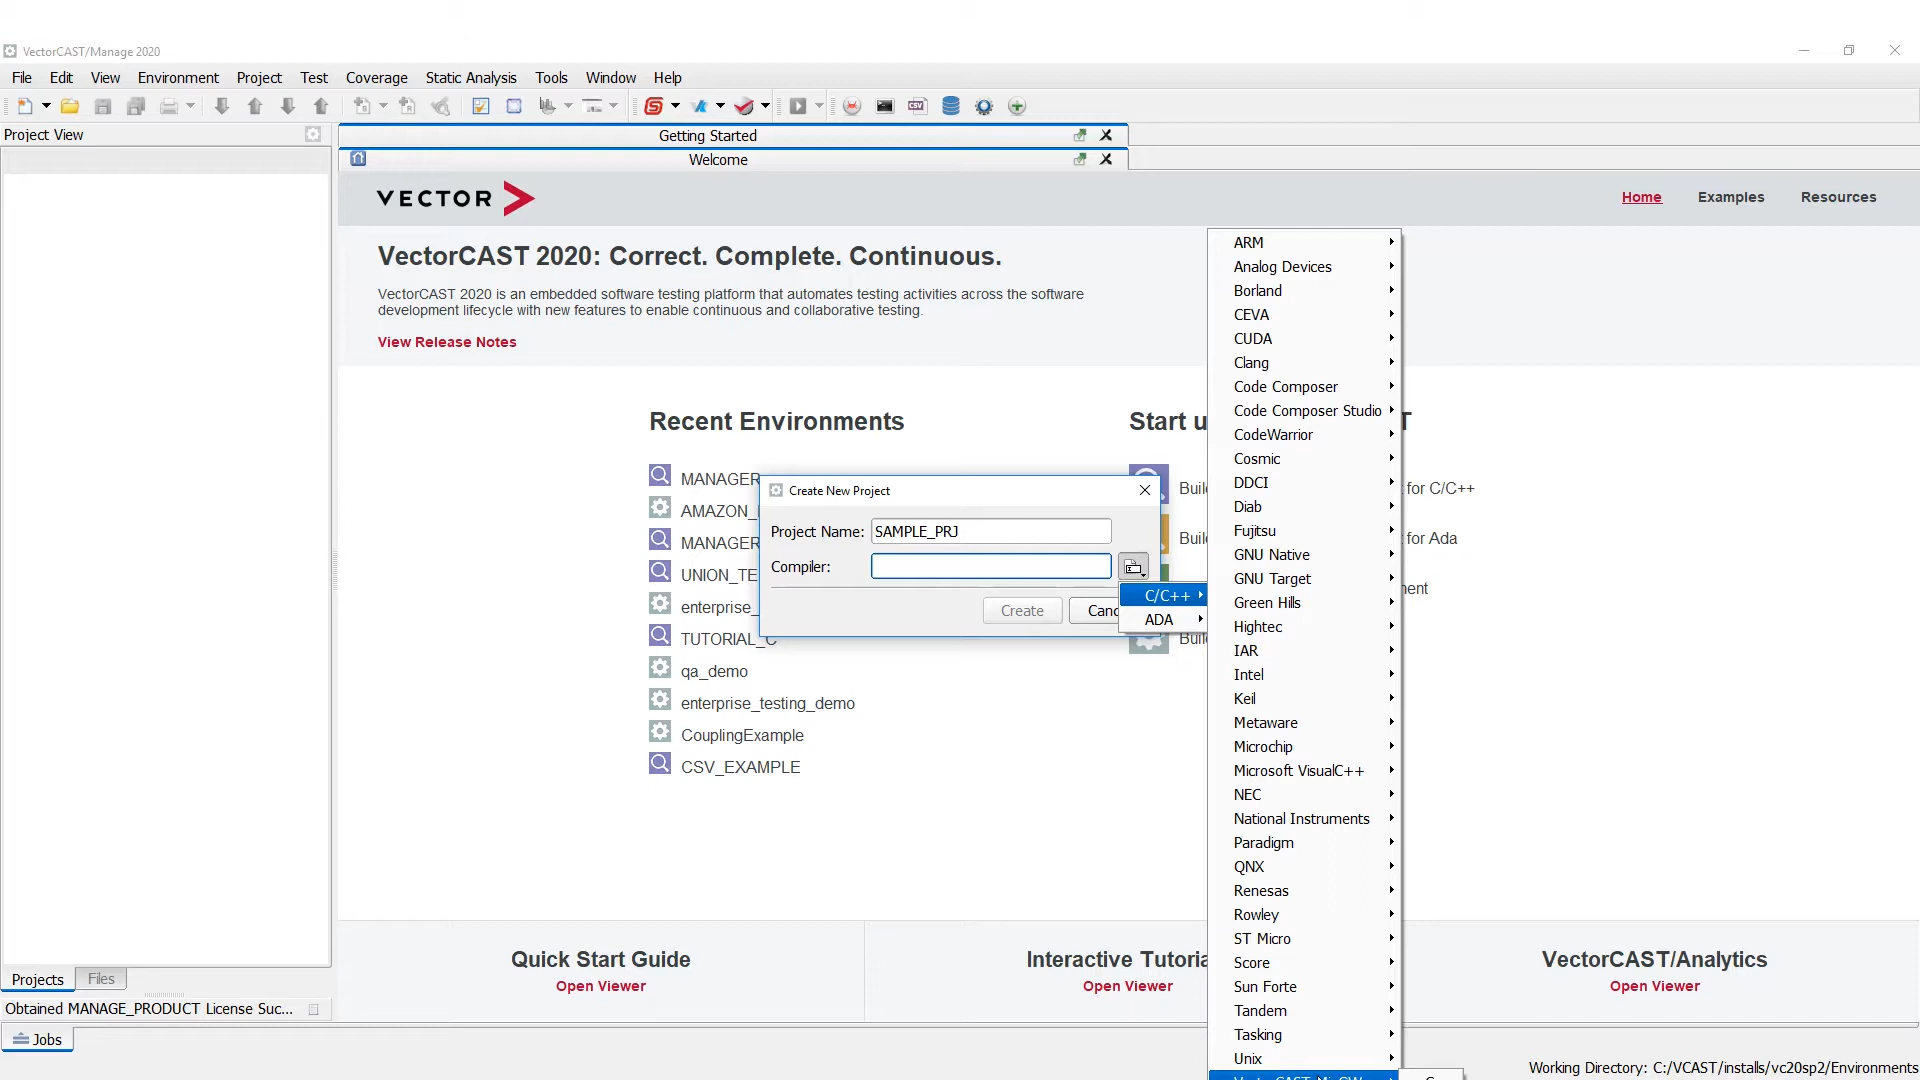 VectorCAST/Manage 2020
File Edit View Environment Project Test Coverage Static Analysis Tools Window Help
Project View
Getting Started
Welcome
VECTOR
Home Examples Resources
VectorCAST 2020: Correct. Complete. Continuous.
VectorCAST 2020 is an embedded software testing platform that automates testing activities across the software
development lifecycle with new features to enable continuous and collaborative testing.
View Release Notes
Recent Environments
MANAGER
AMAZON_
MANAGER
UNION_TE
enterprise_
TUTORIAL_C
qa_demo
enterprise_testing_demo
CouplingExample
CSV_EXAMPLE
Start u
T
for C/C++
for Ada
Create New Project
Project Name: SAMPLE_PRJ
Compiler:
Create Canc
C/C++
ADA
ARM
Analog Devices
Borland
CEVA
CUDA
Clang
Code Composer
Code Composer Studio
CodeWarrior
Cosmic
DDCI
Diab
Fujitsu
GNU Native
GNU Target
Green Hills
Hightec
IAR
Intel
Keil
Metaware
Microchip
Microsoft VisualC++
NEC
National Instruments
Paradigm
QNX
Renesas
Rowley
ST Micro
Score
Sun Forte
Tandem
Tasking
Unix
Quick Start Guide
Open Viewer
Interactive Tutoria
Open Viewer
VectorCAST/Analytics
Open Viewer
Projects Files
Obtained MANAGE_PRODUCT License Suc...
Jobs
Working Directory: C:/VCAST/installs/vc20sp2/Environments